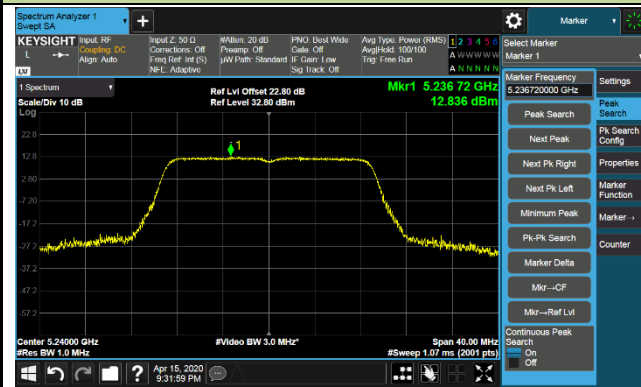 Spectrum Analyzer 1
Swept SA
Marker
KEYSIGHT
L
LXI
Input: RF
Coupling: DC
Align: Auto
Input Z: 50 Ω
Corrections: Off
Freq Ref: Int (S)
NFE: Adaptive
#Atten: 20 dB
Preamp: Off
µW Path: Standard
PNO: Best Wide
Gate: Off
IF Gain: Low
Sig Track: Off
Avg Type: Power (RMS)
Avg|Hold: 100/100
Trig: Free Run
1 2 3 4 5 6
A W W W W W
A N N N N N
Select Marker
Marker 1
1 Spectrum
Scale/Div 10 dB
Log
Ref Lvl Offset 22.80 dB
Ref Level 32.80 dBm
Mkr1 5.236 72 GHz
12.836 dBm
22.8
12.8
2.80
-7.20
-17.2
-27.2
-37.2
-47.2
-57.2
1
Center 5.24000 GHz
#Res BW 1.0 MHz
#Video BW 3.0 MHz*
Span 40.00 MHz
#Sweep 1.07 ms (2001 pts)
Marker Frequency
5.236720000 GHz
Peak Search
Next Peak
Next Pk Right
Next Pk Left
Minimum Peak
Pk-Pk Search
Marker Delta
Mkr→CF
Mkr→Ref Lvl
Continuous Peak
Search
On
Off
Settings
Peak
Search
Pk Search
Config
Properties
Marker
Function
Marker→
Counter
?
Apr 15, 2020
9:31:59 PM